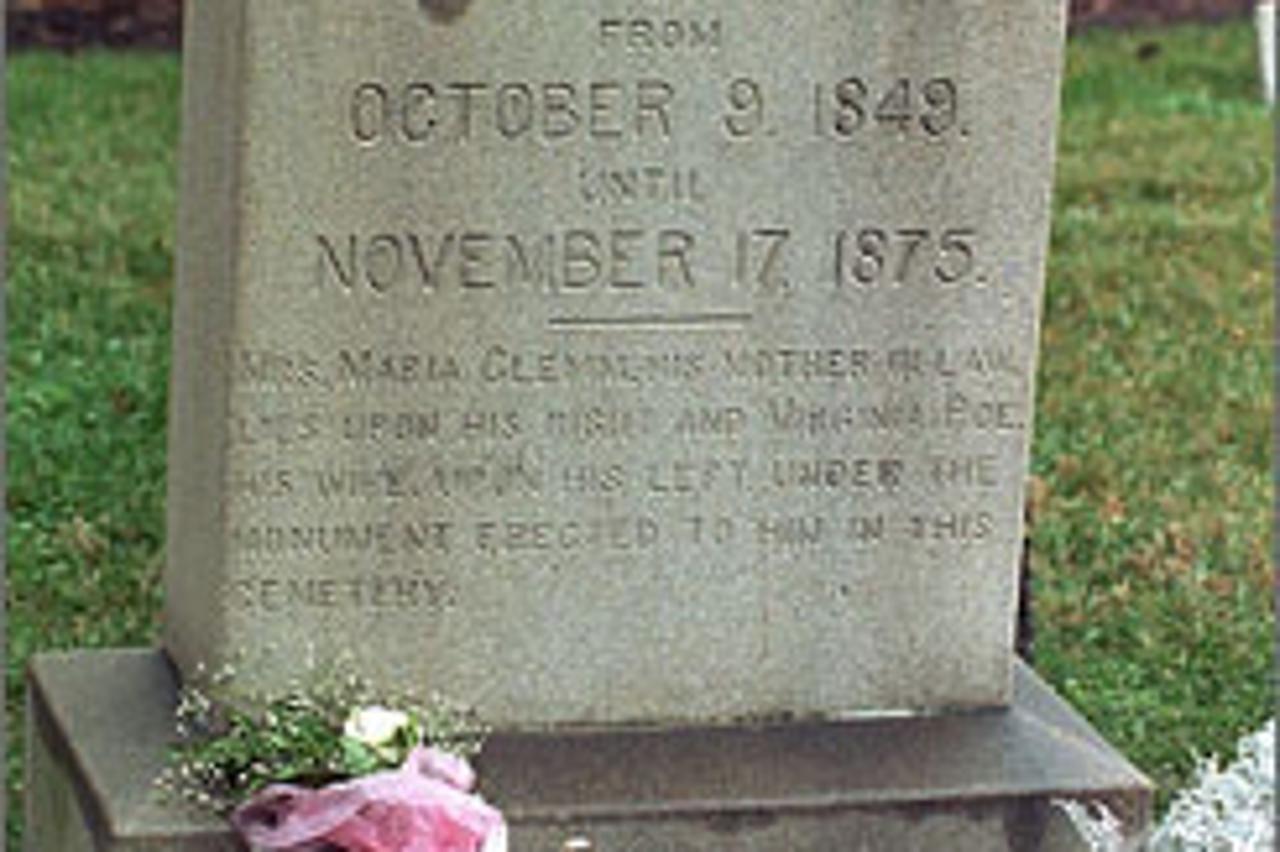 FROM
OCTOBER 9. 1849.
UNTIL
NOVEMBER 17, 1875.
MRS. MARIA CLEMM, HIS MOTHER IN LAW,
LIES UPON HIS RIGHT AND VIRGINIA POE,
HIS WIFE, UPON HIS LEFT, UNDER THE
MONUMENT ERECTED TO HIM IN THIS
CEMETERY.